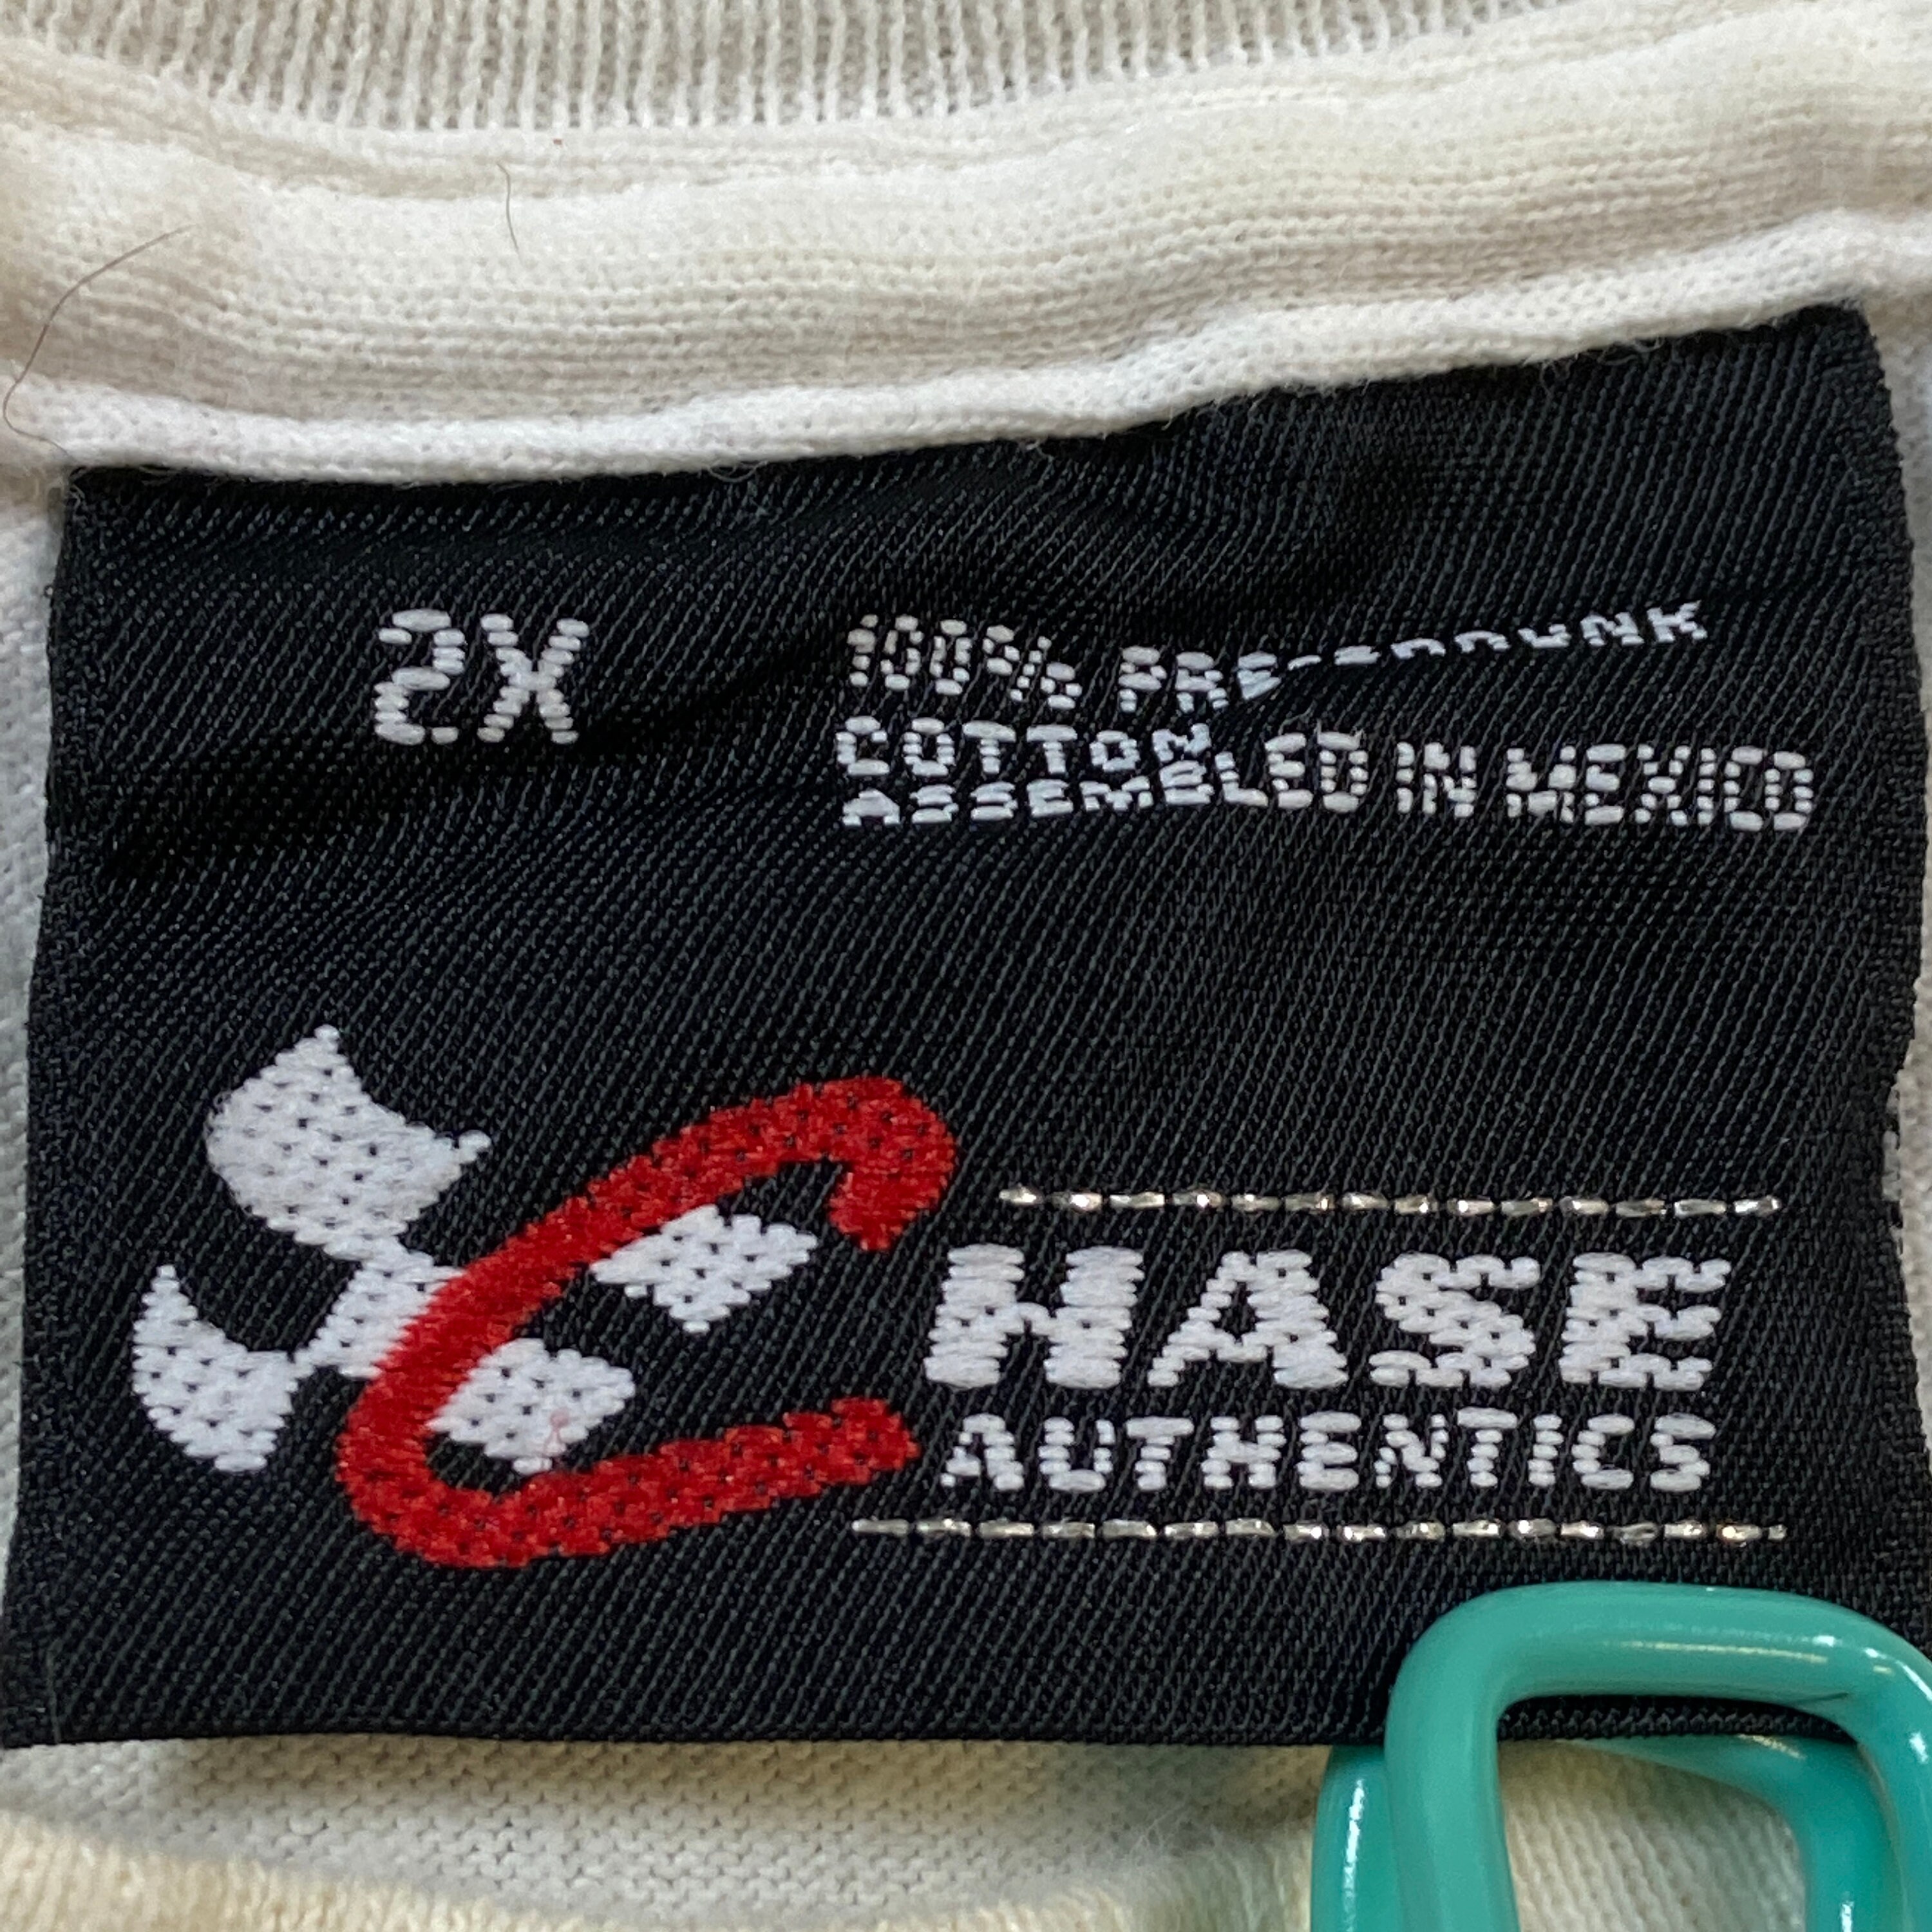 2X
100% PRE-SHRUNK
COTTON
ASSEMBLED IN MEXICO
CHASE
AUTHENTICS